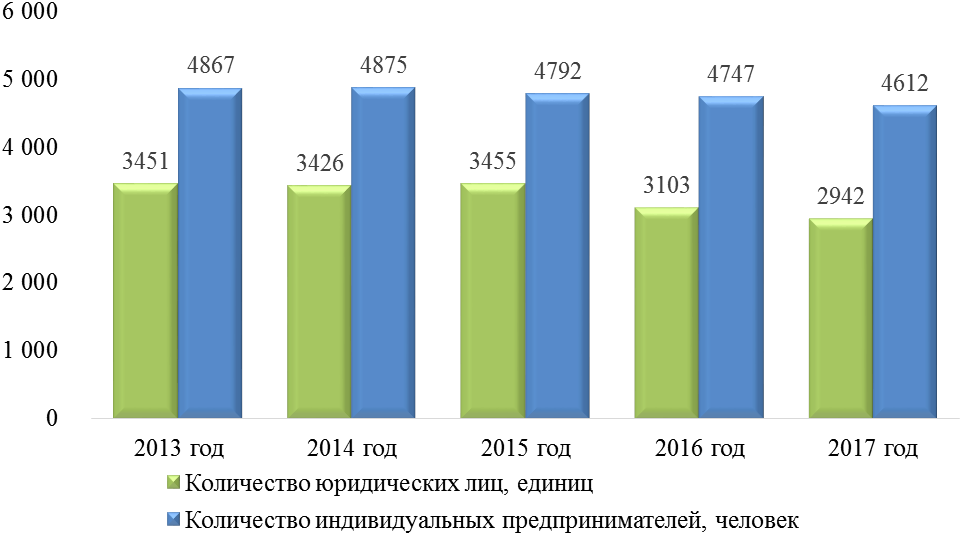 6 000
5 000
4 000
3 000
2 000
1 000
0
4867
4875
4792
4747
4612
3451
3426
3455
3103
2942
2013 год
2014 год
2015 год
2016 год
2017 год
Количество юридических лиц, единиц
Количество индивидуальных предпринимателей, человек